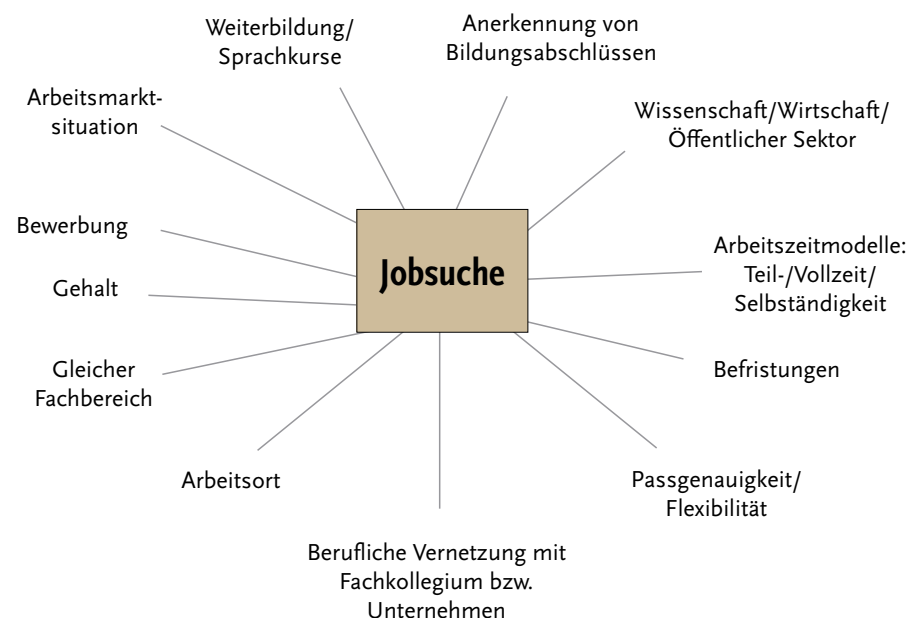 Weiterbildung/
Sprachkurse
Anerkennung von
Bildungsabschlüssen
Arbeitsmarkt-
situation
Wissenschaft/Wirtschaft/
Öffentlicher Sektor
Bewerbung
Jobsuche
Arbeitszeitmodelle:
Teil-/Vollzeit/
Selbständigkeit
Gehalt
Gleicher
Fachbereich
Befristungen
Arbeitsort
Passgenauigkeit/
Flexibilität
Berufliche Vernetzung mit
Fachkollegium bzw.
Unternehmen